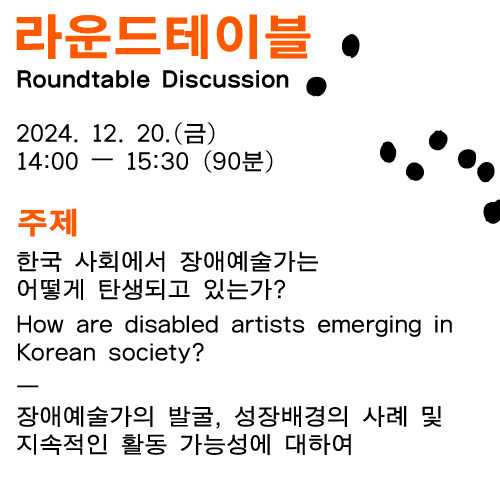 라운드테이블
Roundtable Discussion
2024. 12. 20.(금)
14:00 — 15:30 (90분)
주제
한국 사회에서 장애예술가는
어떻게 탄생되고 있는가?
How are disabled artists emerging in
Korean society?
—
장애예술가의 발굴, 성장배경의 사례 및
지속적인 활동 가능성에 대하여